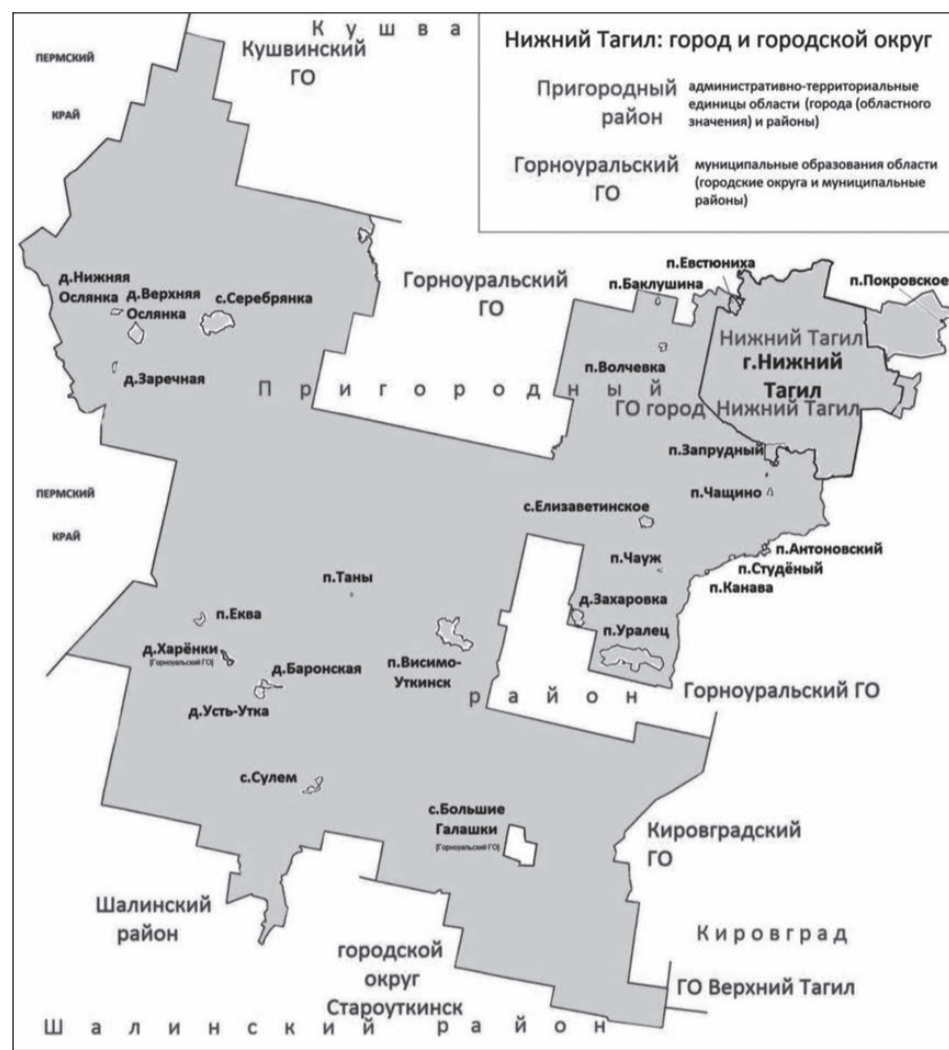 К у ш в а
Кушвинский
ГО
ПЕРМСКИЙ
КРАЙ
Нижний Тагил: город и городской округ
Пригородный
район
административно-территориальные
единицы области (города (областного
значения) и районы)
Горноуральский
ГО
муниципальные образования области
(городские округа и муниципальные
районы)
д.Нижняя
Ослянка
д.Верхняя
Ослянка
с.Серебрянка
д.Заречная
Горноуральский
ГО
п.Евстюниха
п.Баклушина
п.Покровское
Нижний Тагил
г.Нижний
Тагил
п.Волчевка
П р и г о р о д н ы й
ГО город Нижний Тагил
п.Запрудный
п.Чащино
ПЕРМСКИЙ
КРАЙ
с.Елизаветинское
п.Антоновский
п.Студёный
п.Канава
п.Чауж
п.Таны
д.Захаровка
п.Еква
п.Уралец
д.Харёнки
(Горноуральский ГО)
д.Баронская
п.Висимо-
Уткинск
р а й о н
Горноуральский ГО
д.Усть-Утка
с.Сулем
с.Большие
Галашки
(Горноуральский ГО)
Кировградский
ГО
Шалинский
район
К и р о в г р а д
городской
округ
Староуткинск
ГО Верхний Тагил
Ш а л и н с к и й р а й о н